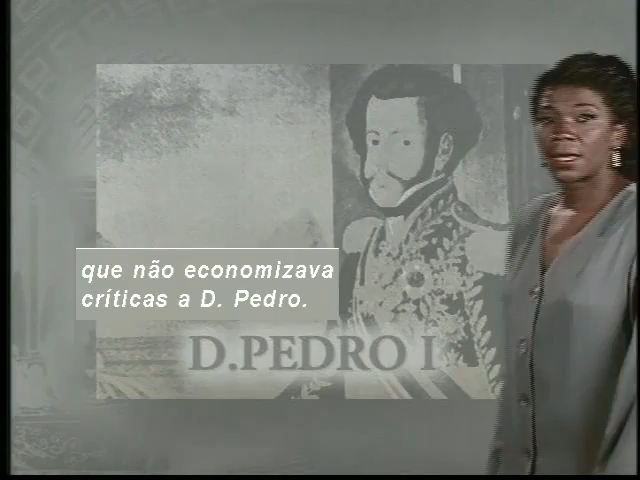 que não economizava
críticas a D. Pedro.
D.PEDRO I